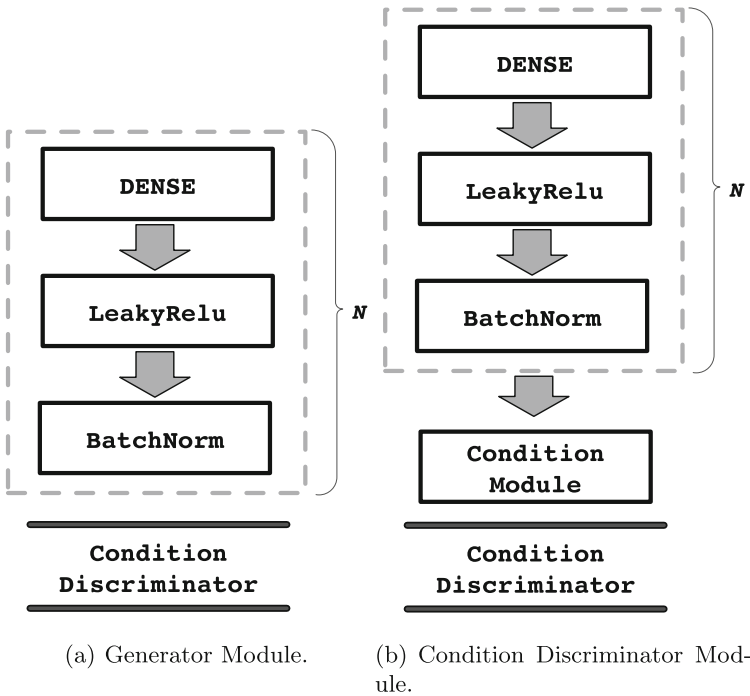 DENSE
LeakyRelu
BatchNorm
N
Condition
Discriminator
(a) Generator Module.
DENSE
LeakyRelu
BatchNorm
N
Condition
Module
Condition
Discriminator
(b) Condition Discriminator Mod-
ule.